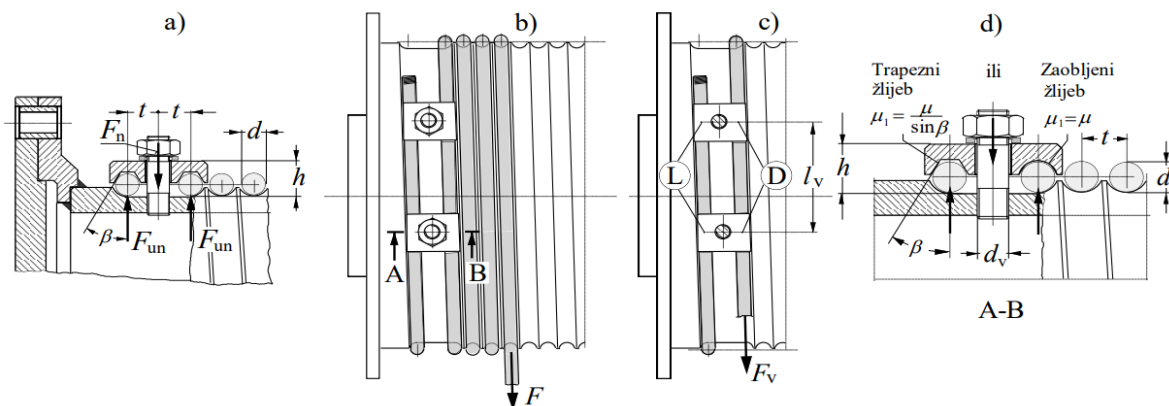 a)
t
t
d
Fn
h
β
Fun
Fun
b)
A
B
F
c)
L
D
lv
Fv
d)
Trapezni
žlijeb
μ1 = μ/sinβ
ili
Zaobljeni
žlijeb
μ1 = μ
t
h
d
β
dv
A-B